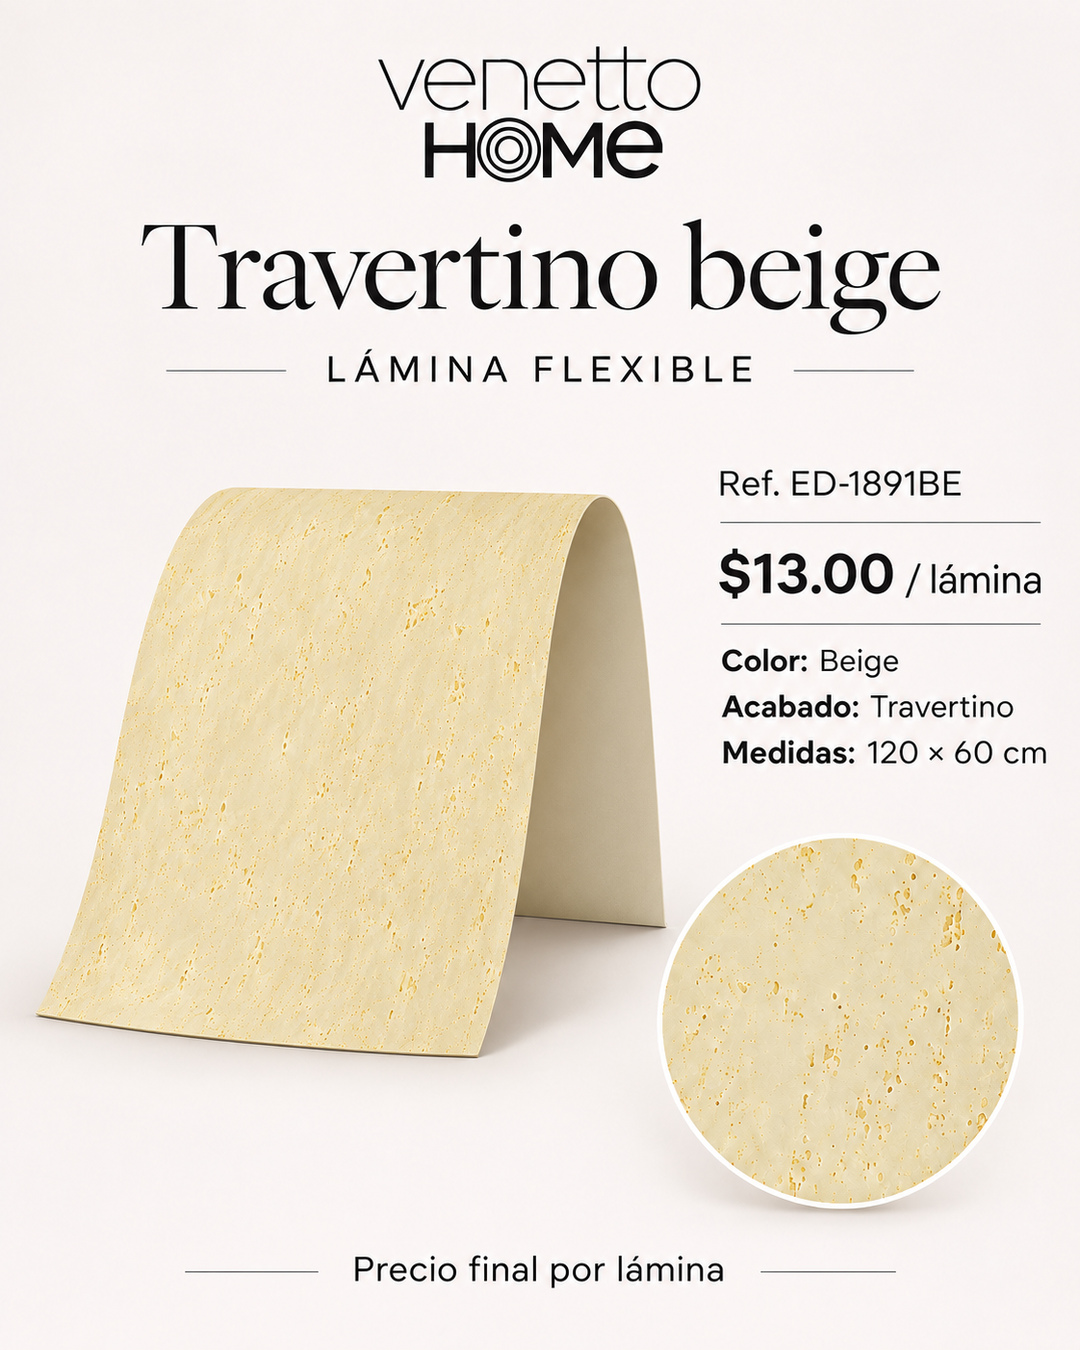 venetto
HOME
Travertino beige
LÁMINA FLEXIBLE
Ref. ED-1891BE
$13.00 / lámina
Color: Beige
Acabado: Travertino
Medidas: 120 × 60 cm
Precio final por lámina